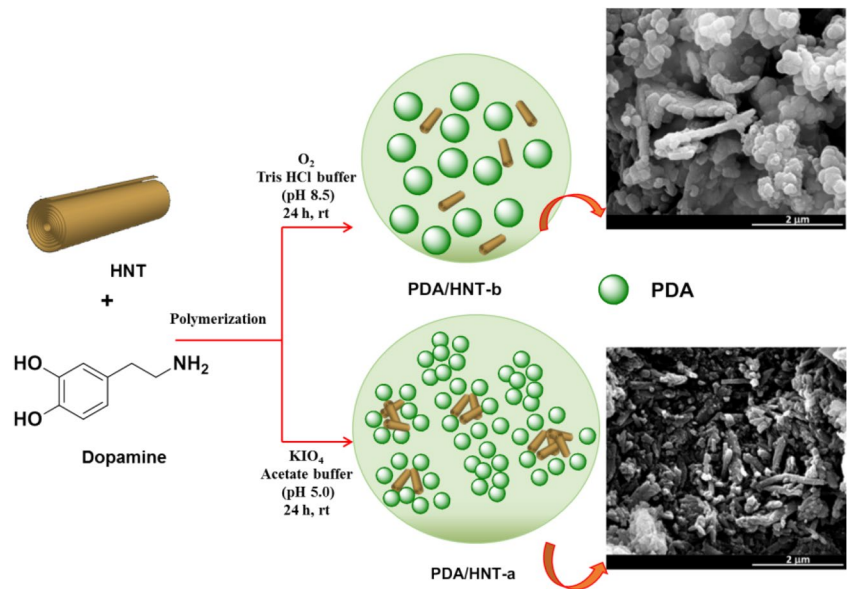 HNT
+
HO
HO
NH2
Dopamine
Polymerization
O2
Tris HCl buffer
(pH 8.5)
24 h, rt
KIO4
Acetate buffer
(pH 5.0)
24 h, rt
PDA/HNT-b
PDA
PDA/HNT-a
2 μm
2 μm